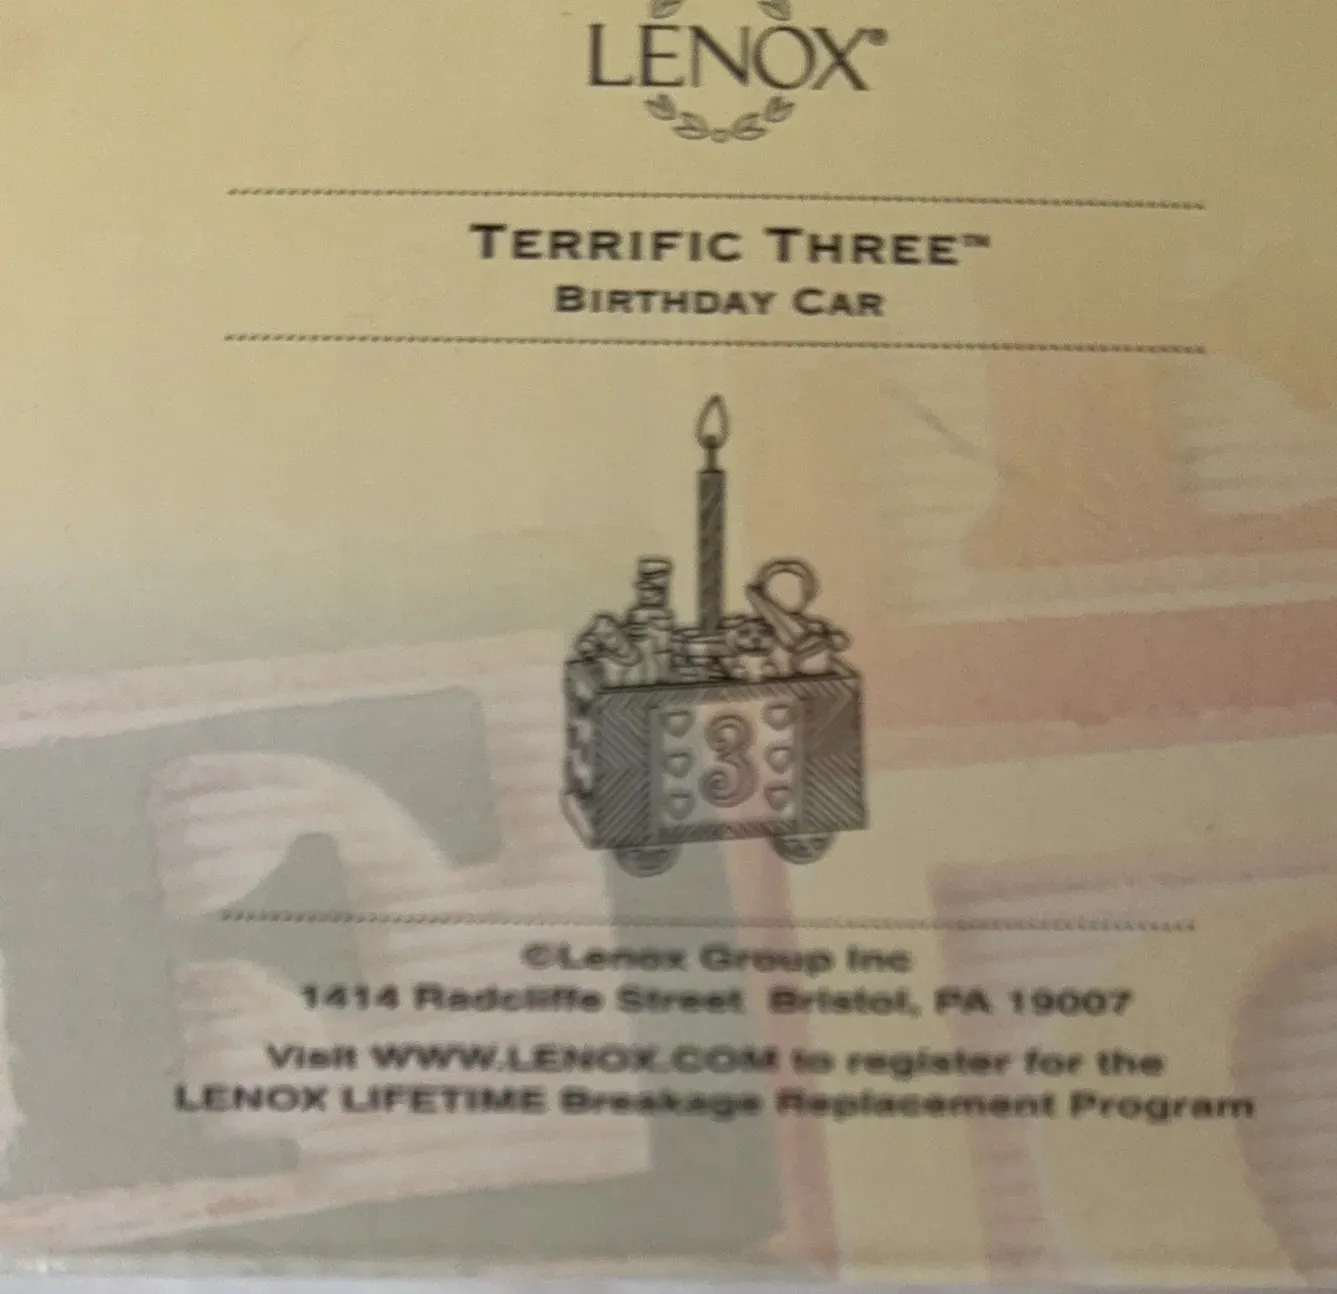 LENOX®
TERRIFIC THREE™
BIRTHDAY CAR
3
©Lenox Group Inc
1414 Radcliffe Street Bristol, PA 19007
Visit WWW.LENOX.COM to register for the
LENOX LIFETIME Breakage Replacement Program